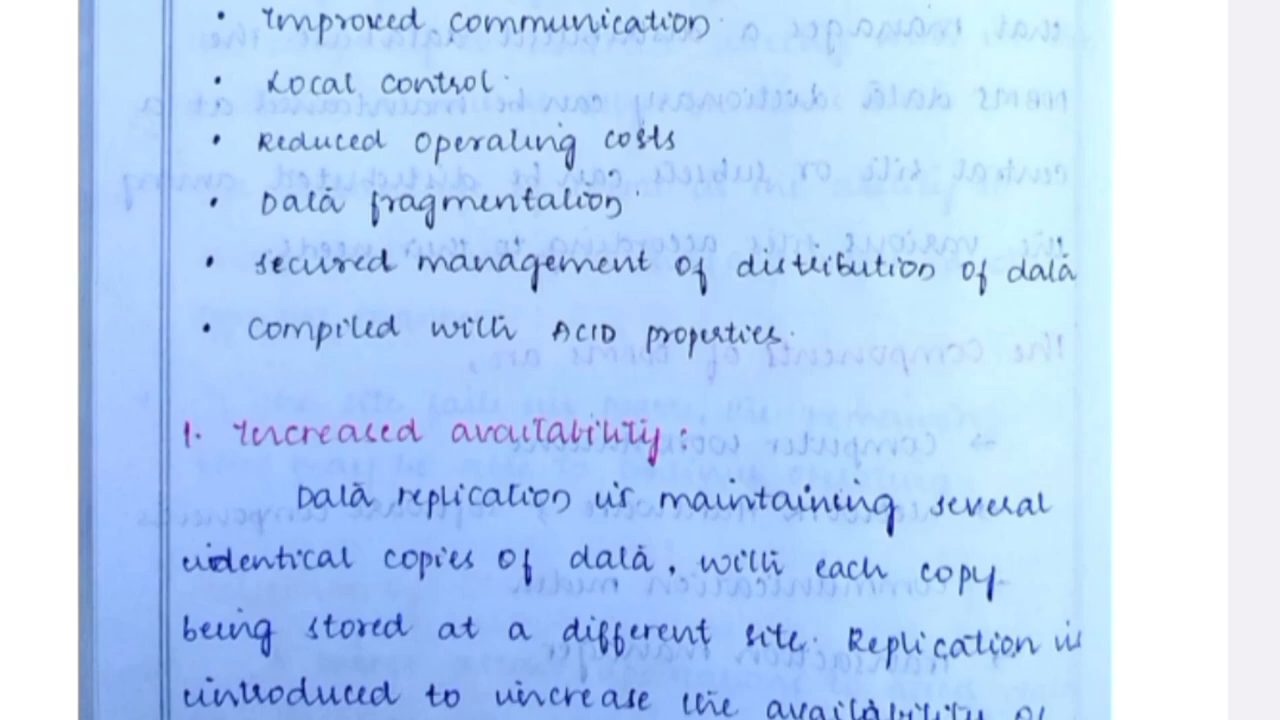 • Improved communication.
• Local control.
• Reduced operating costs
• Data fragmentation.
• secured management of distribution of data
• Compiled with ACID properties.
1. Increased availability:
Data replication is maintaining several
identical copies of data, with each copy
being stored at a different site. Replication is
introduced to increase the availability of